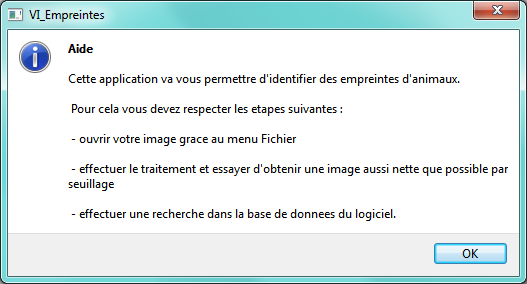 VI_Empreintes
Aide
Cette application va vous permettre d'identifier des empreintes d'animaux.
Pour cela vous devez respecter les etapes suivantes :
- ouvrir votre image grace au menu Fichier
- effectuer le traitement et essayer d'obtenir une image aussi nette que possible par
seuillage
- effectuer une recherche dans la base de donnees du logiciel.
OK